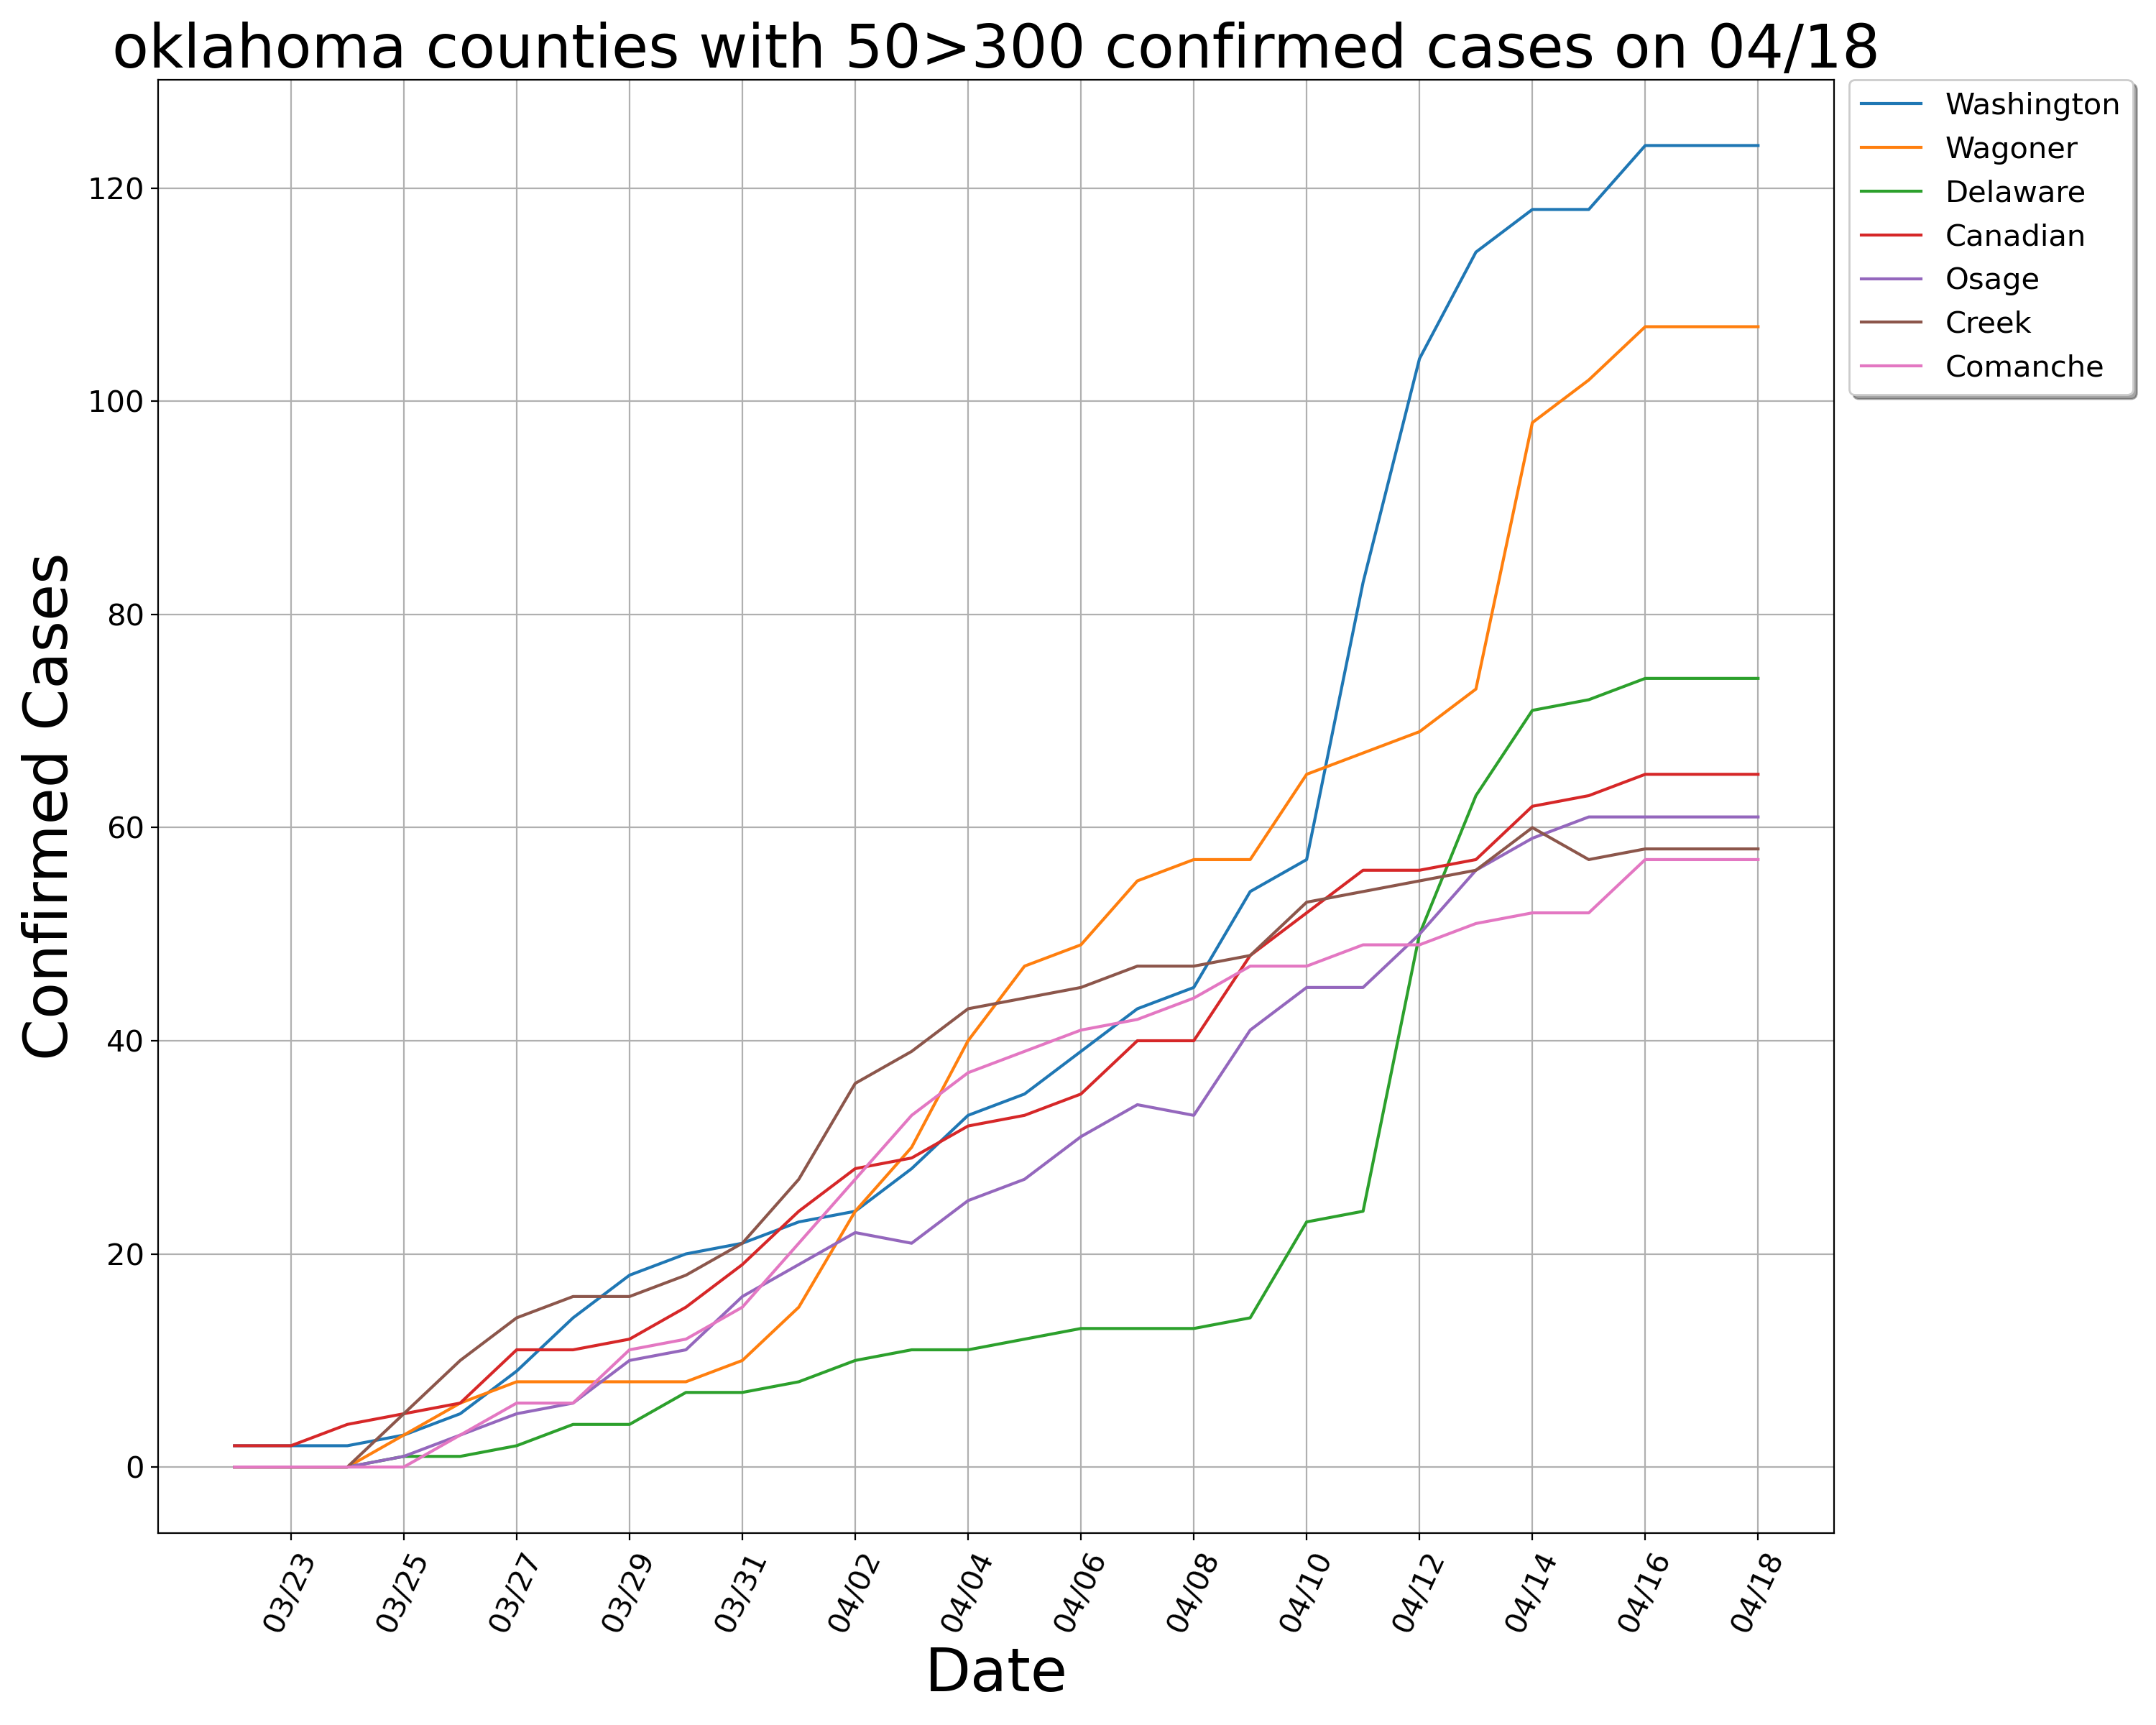 oklahoma counties with 50>300 confirmed cases on 04/18
Washington
Wagoner
Delaware
Canadian
Osage
Creek
Comanche
Confirmed Cases
120
100
80
60
40
20
0
03/23
03/25
03/27
03/29
03/31
04/02
04/04
04/06
04/08
04/10
04/12
04/14
04/16
04/18
Date